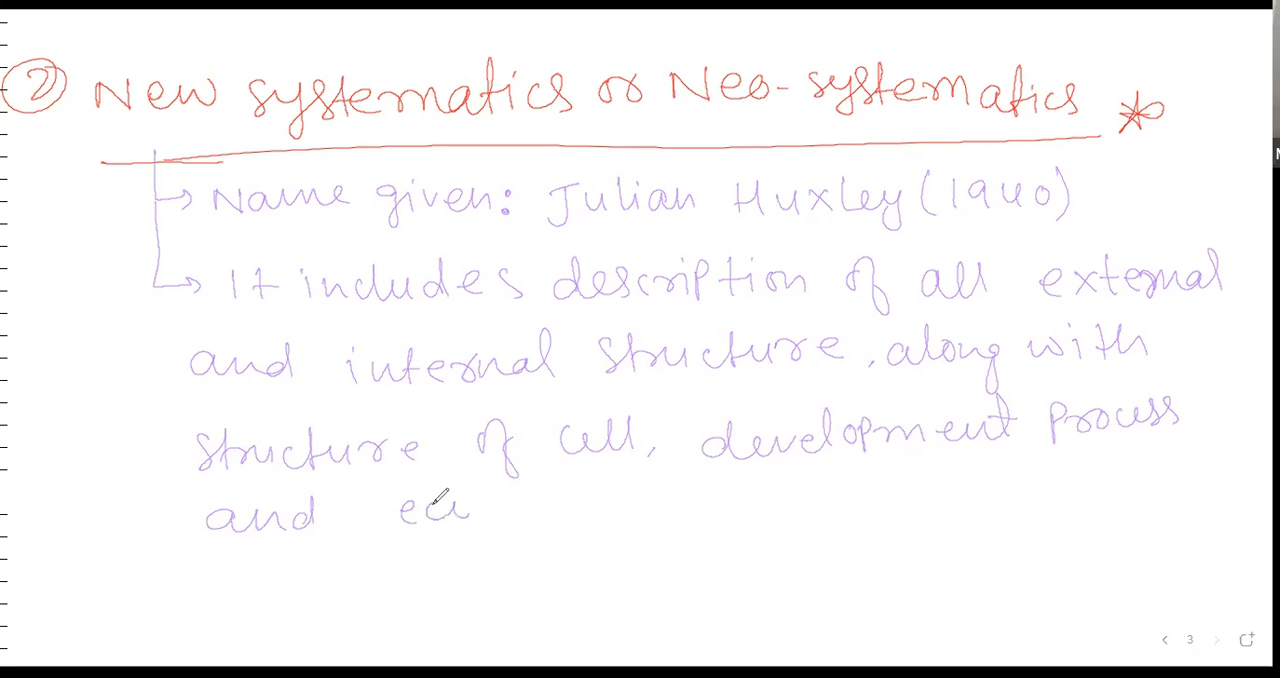 ② New systematics or Neo-systematics *
→ Name given: Julian Huxley (1940)
→ It includes description of all external
and internal structure, along with
structure of cell, development process
and
3